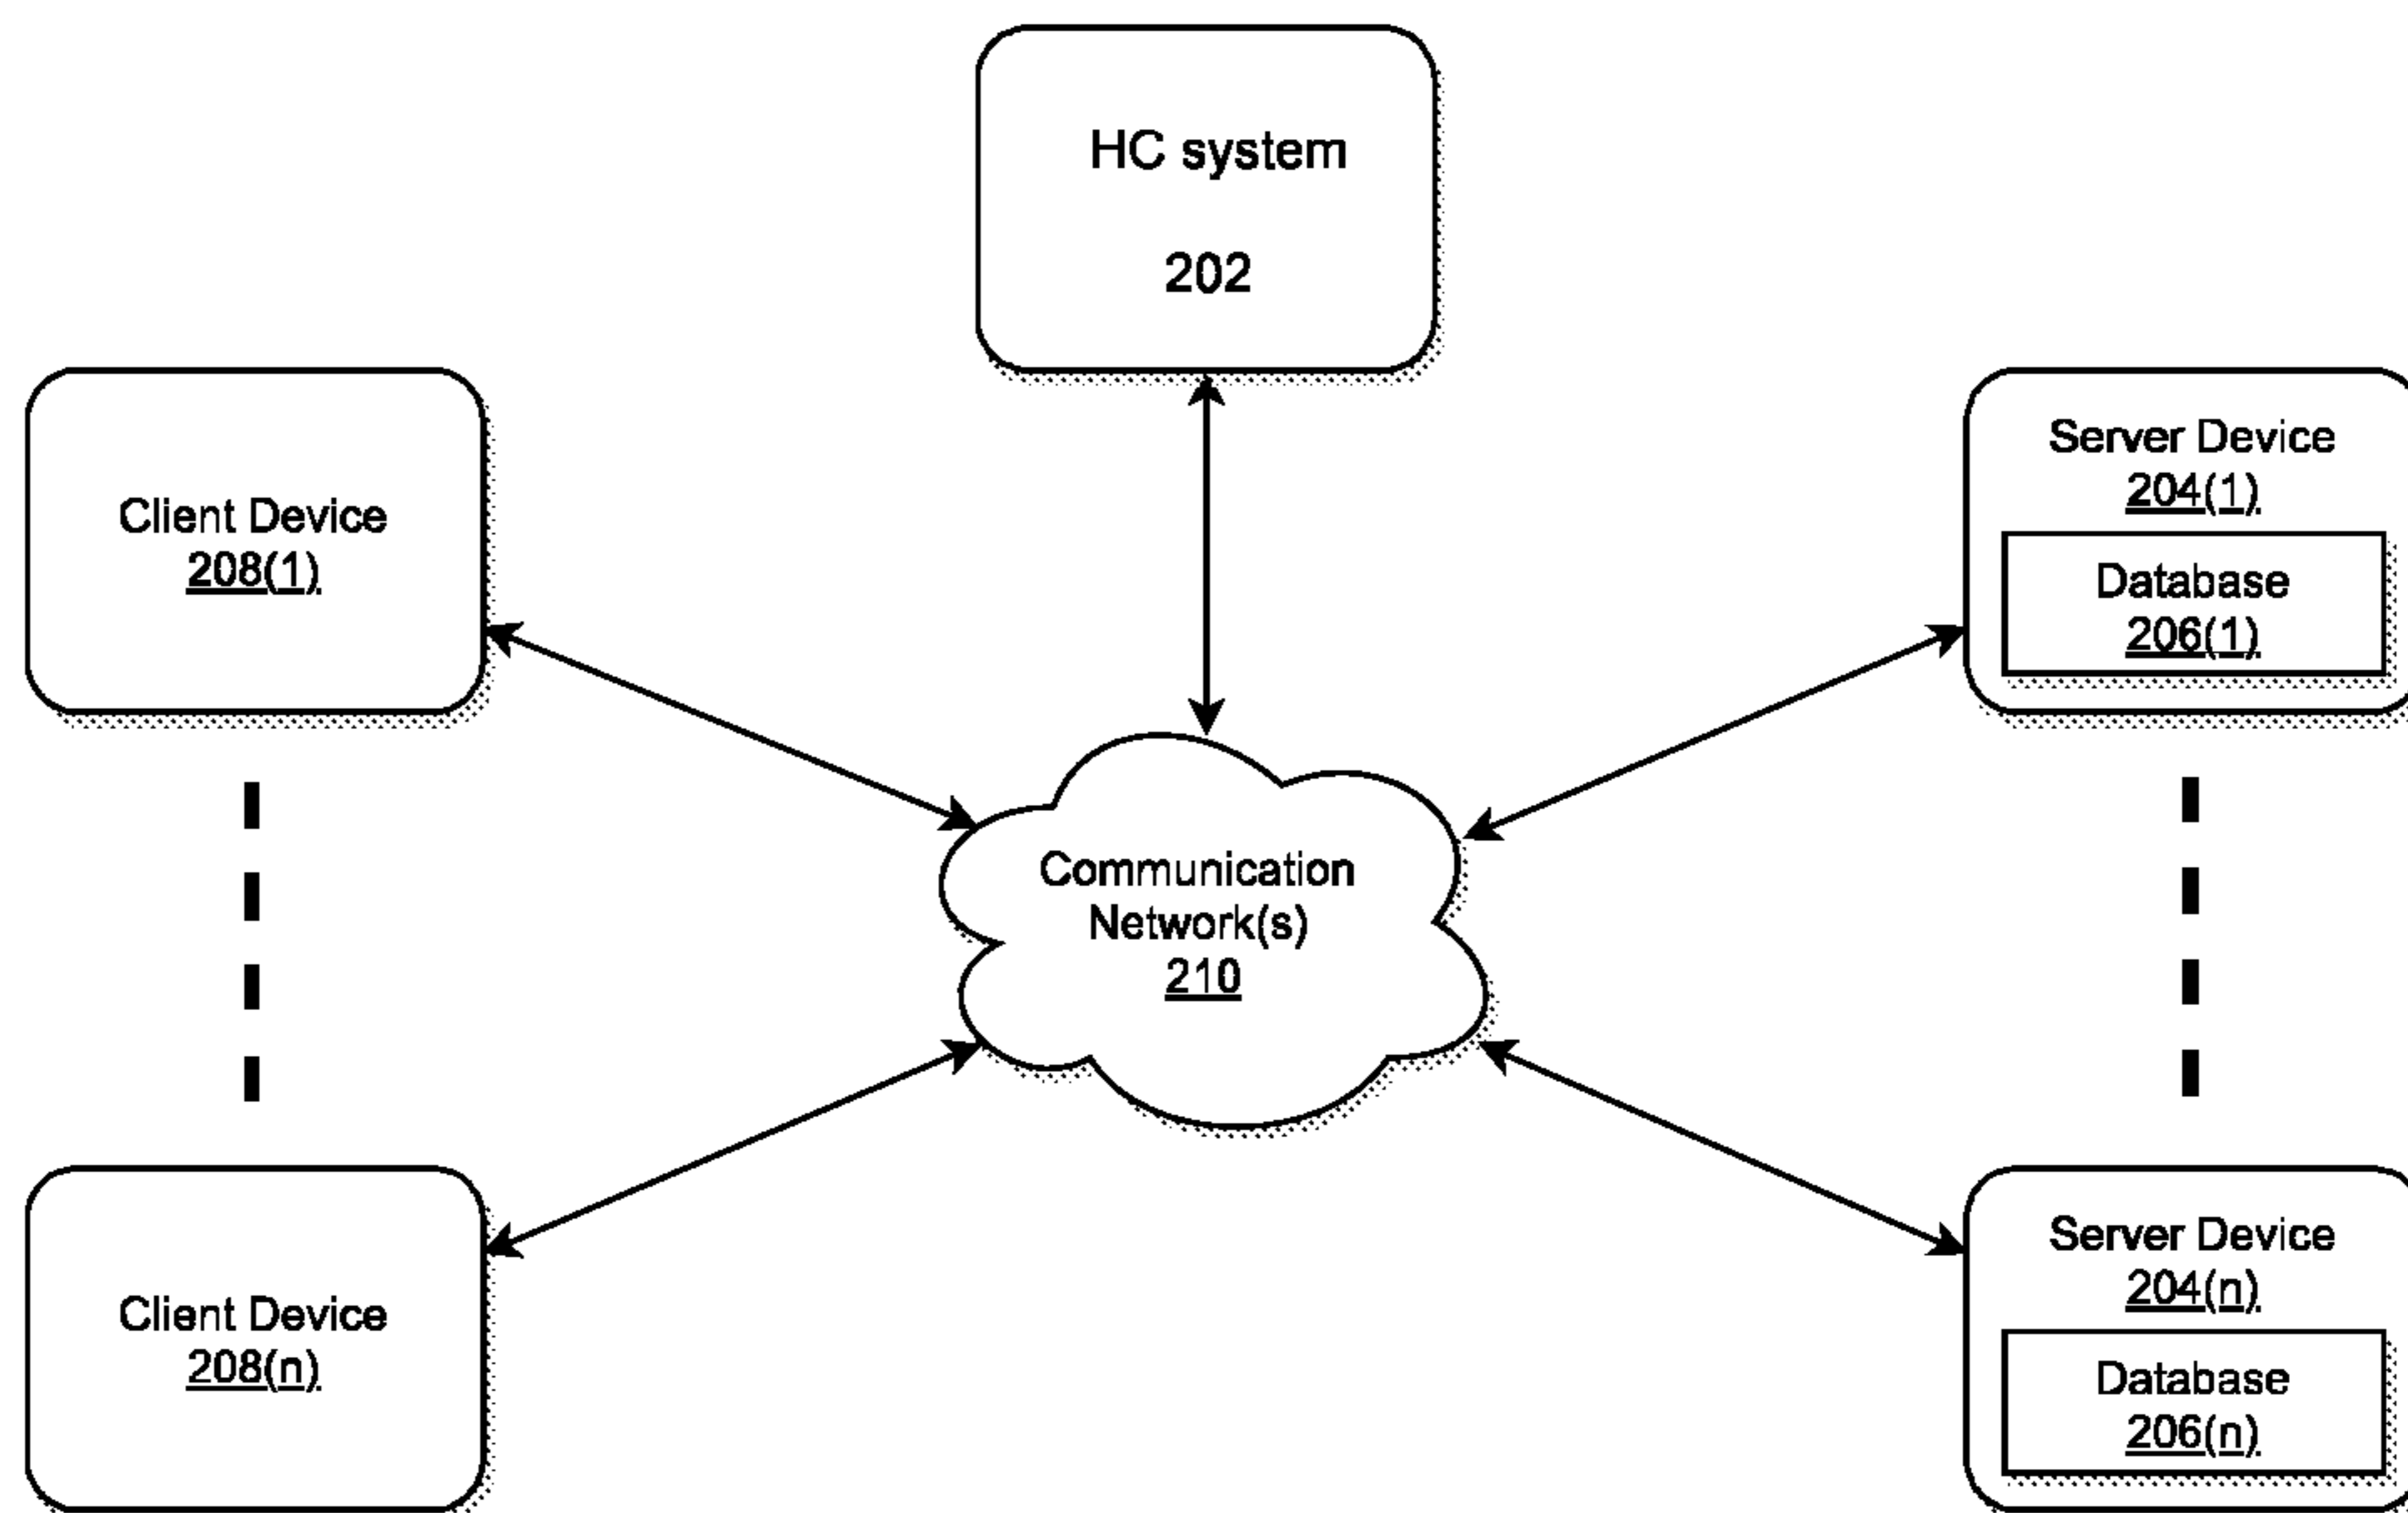 HC system
202
Client Device
208(1)
Server Device
204(1)
Database
206(1)
Communication
Network(s)
210
Client Device
208(n)
Server Device
204(n)
Database
206(n)